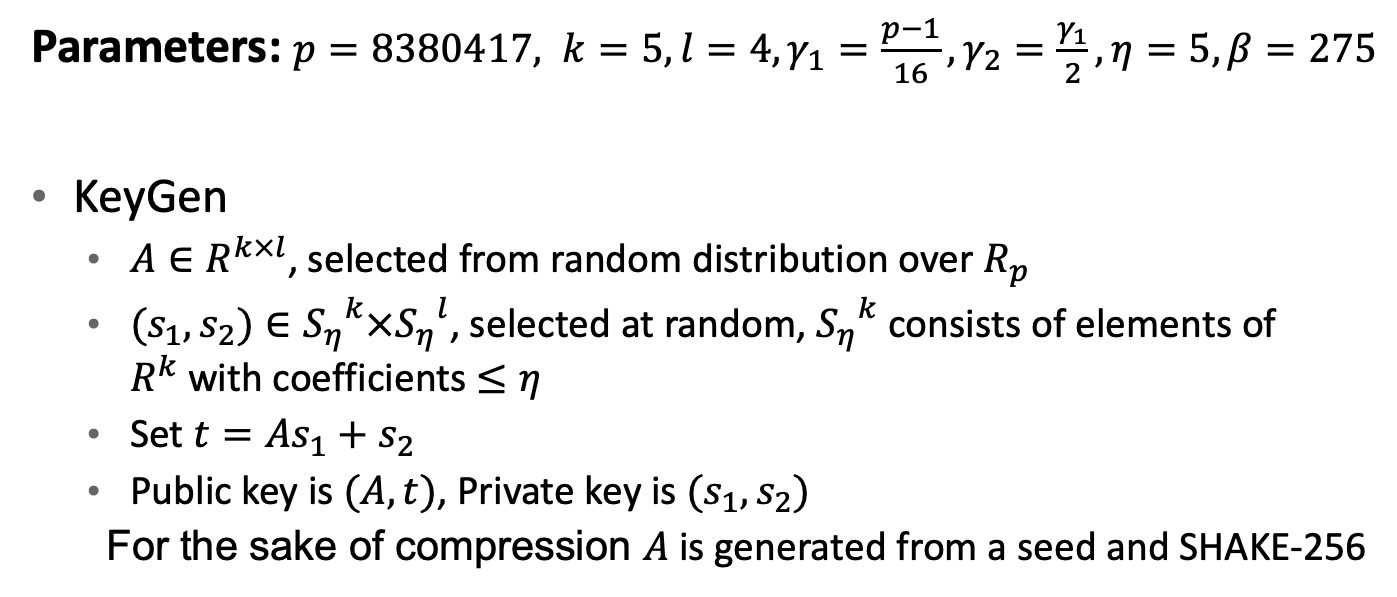 Parameters: p = 8380417, k = 5, l = 4, γ₁ = (p−1)/16, γ₂ = γ₁/2, η = 5, β = 275
• KeyGen
• A ∈ R^{k×l}, selected from random distribution over R_p
• (s₁, s₂) ∈ S_η^k×S_η^l, selected at random, S_η^k consists of elements of
R^k with coefficients ≤ η
• Set t = As₁ + s₂
• Public key is (A, t), Private key is (s₁, s₂)
For the sake of compression A is generated from a seed and SHAKE-256